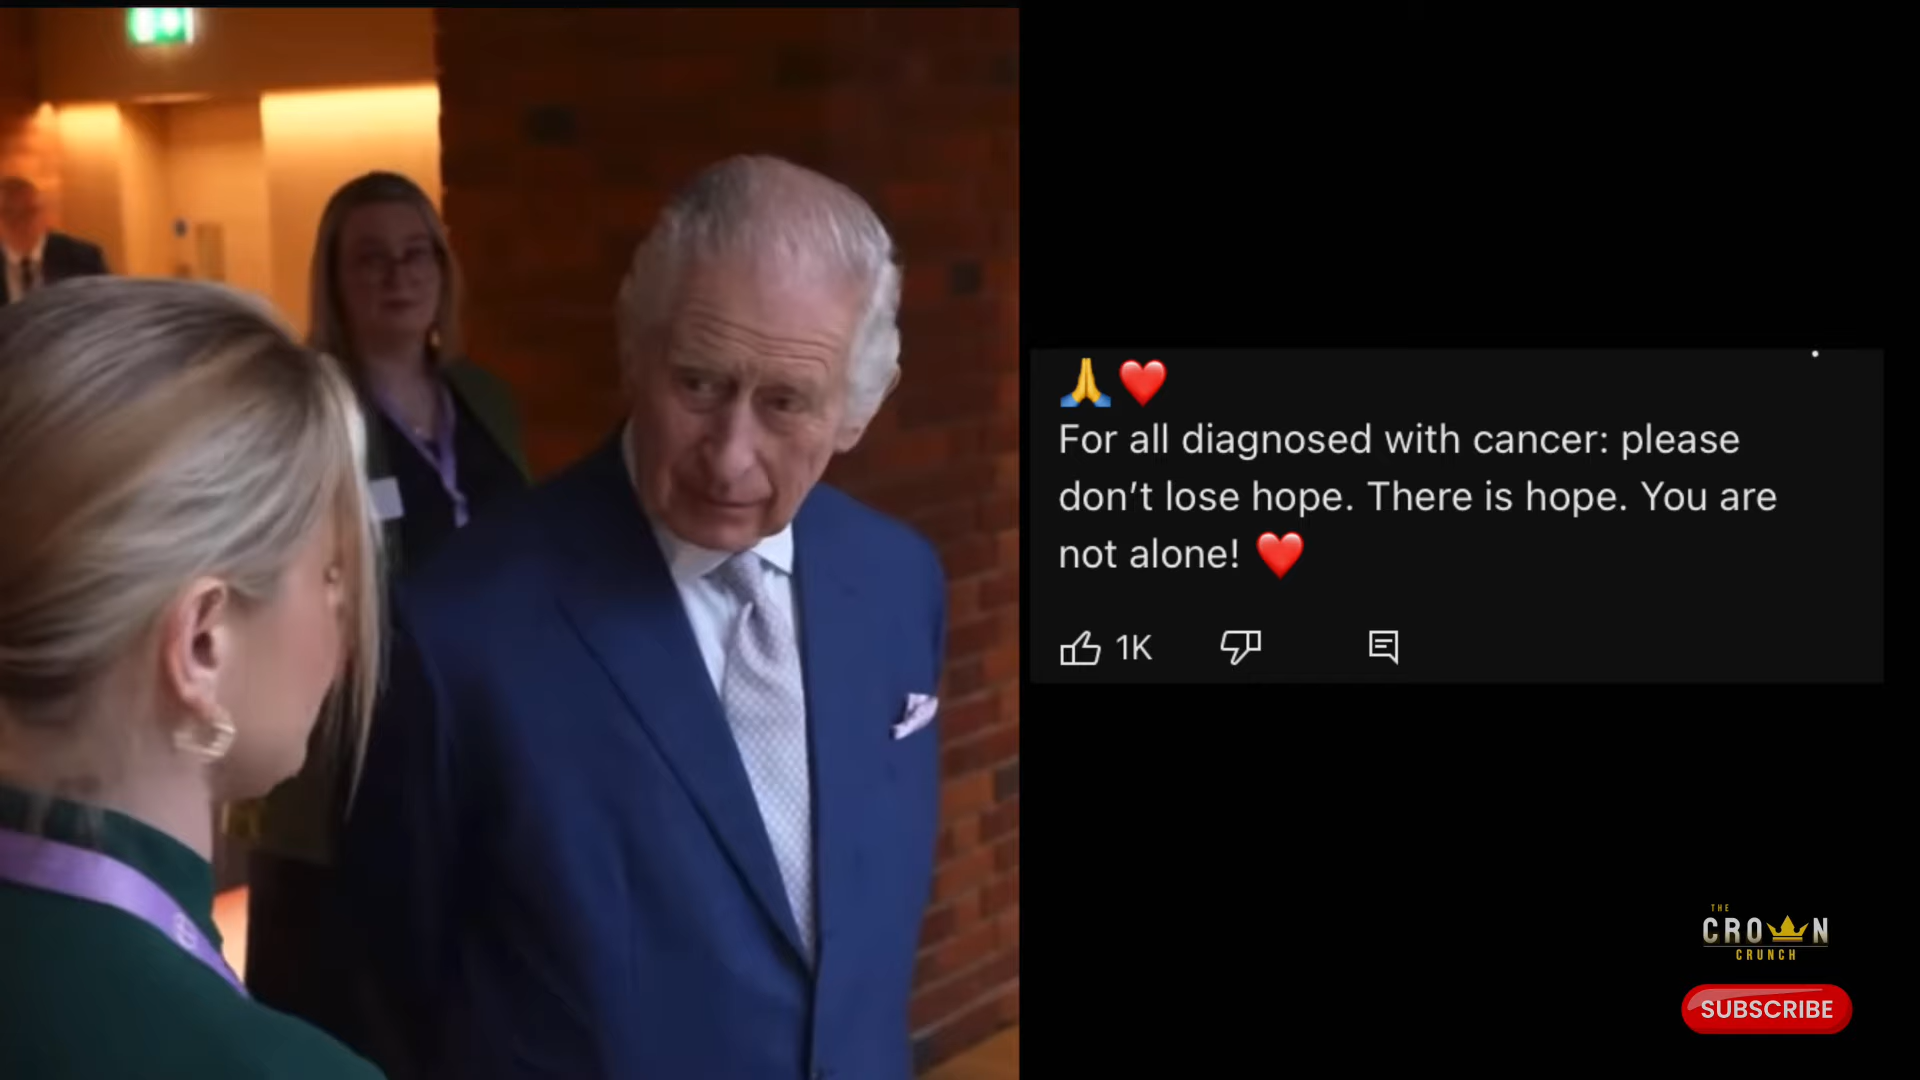 🙏❤️
For all diagnosed with cancer: please
don't lose hope. There is hope. You are
not alone! ❤️
1K
THE
CROWN
CRUNCH
SUBSCRIBE